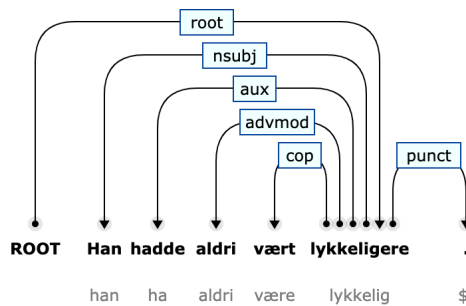 root
nsubj
aux
advmod
cop punct
ROOT Han hadde aldri vært lykkeligere .
han ha aldri være lykkelig $